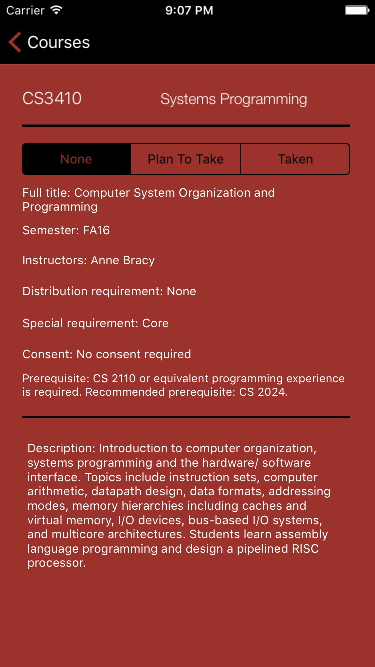 Carrier 9:07 PM
Courses
CS3410 Systems Programming
None Plan To Take Taken
Full title: Computer System Organization and
Programming
Semester: FA16
Instructors: Anne Bracy
Distribution requirement: None
Special requirement: Core
Consent: No consent required
Prerequisite: CS 2110 or equivalent programming experience
is required. Recommended prerequisite: CS 2024.
Description: Introduction to computer organization,
systems programming and the hardware/ software
interface. Topics include instruction sets, computer
arithmetic, datapath design, data formats, addressing
modes, memory hierarchies including caches and
virtual memory, I/O devices, bus-based I/O systems,
and multicore architectures. Students learn assembly
language programming and design a pipelined RISC
processor.